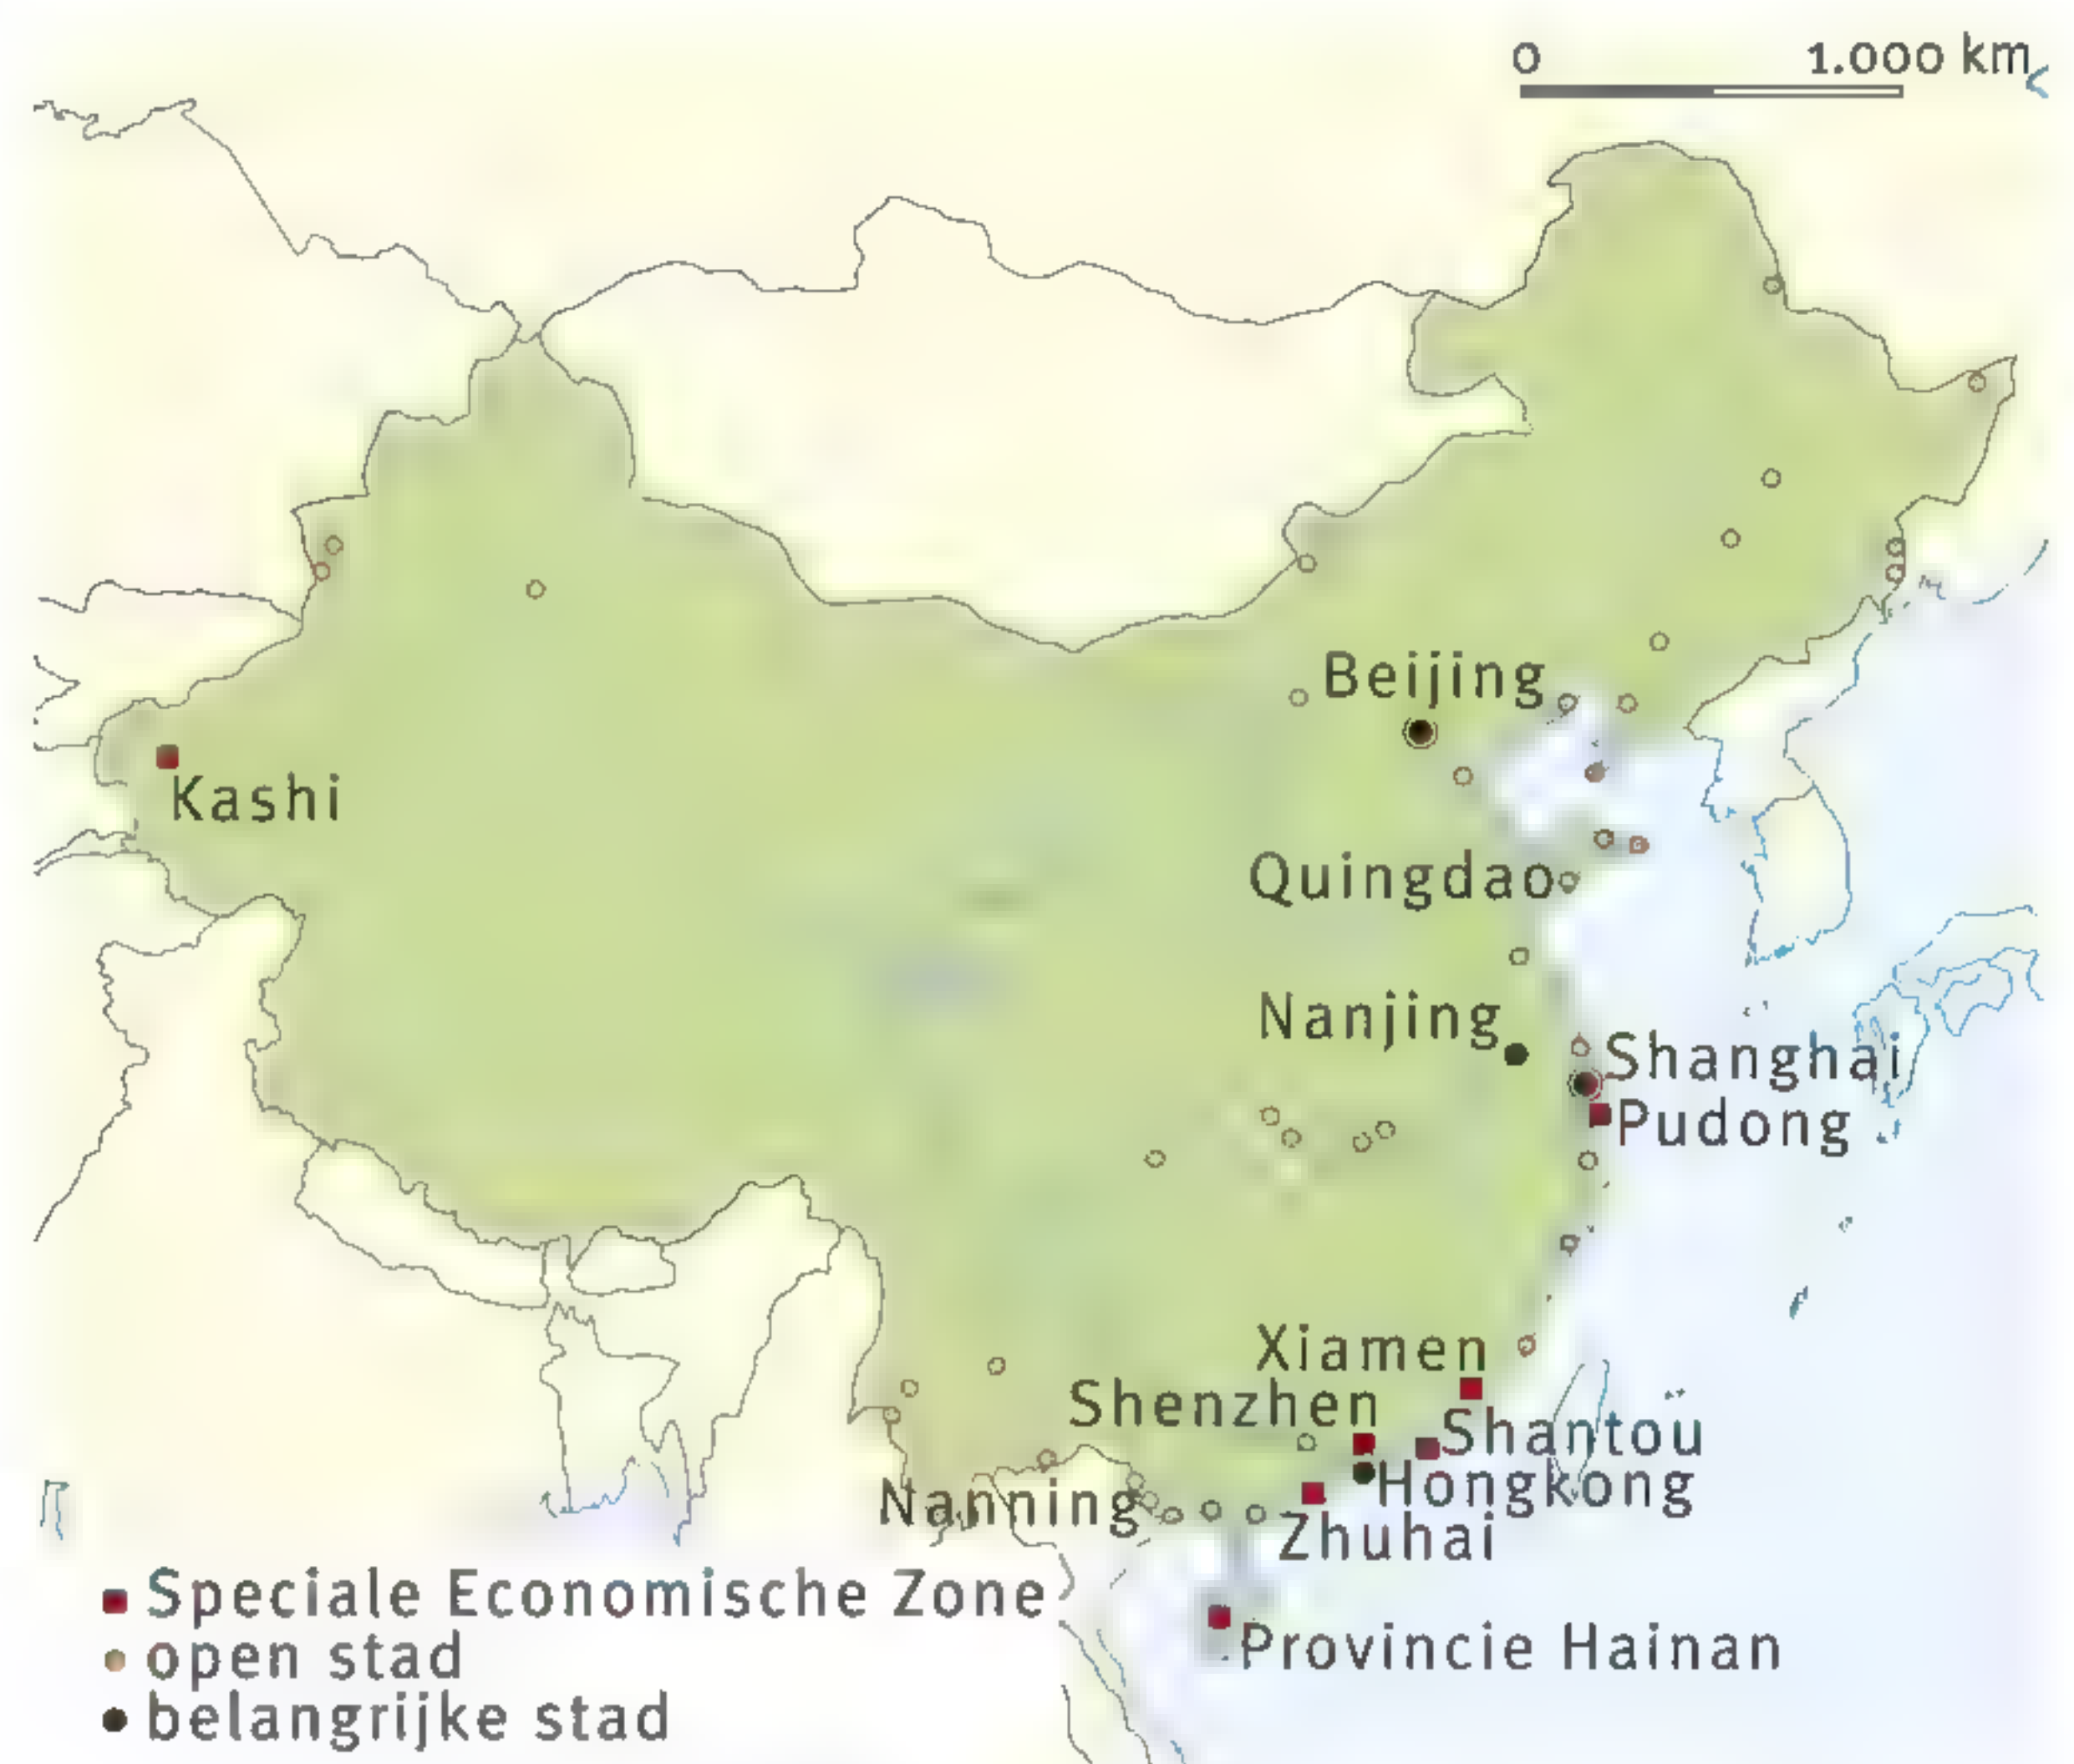 0 1.000 km
Beijing
Kashi
Quingdao
Nanjing
Shanghai
Pudong
Xiamen
Shenzhen
Shantou
Hongkong
Nanning
Zhuhai
Speciale Economische Zone
Provincie Hainan
open stad
belangrijke stad